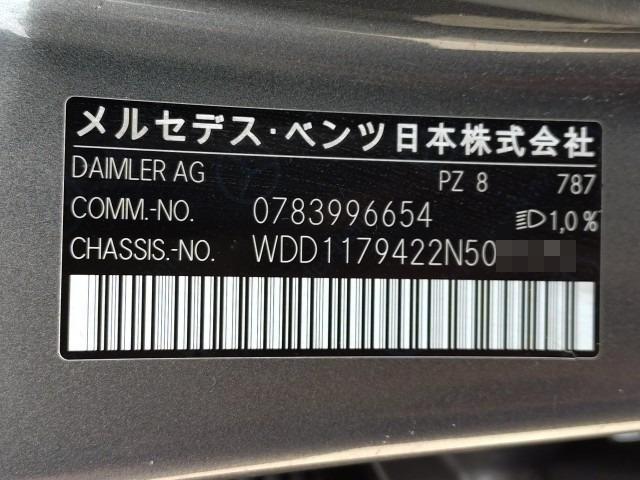 メルセデス・ベンツ日本株式会社
DAIMLER AG PZ 8 787
COMM.-NO. 0783996654 1,0 %
CHASSIS.-NO. WDD1179422N50